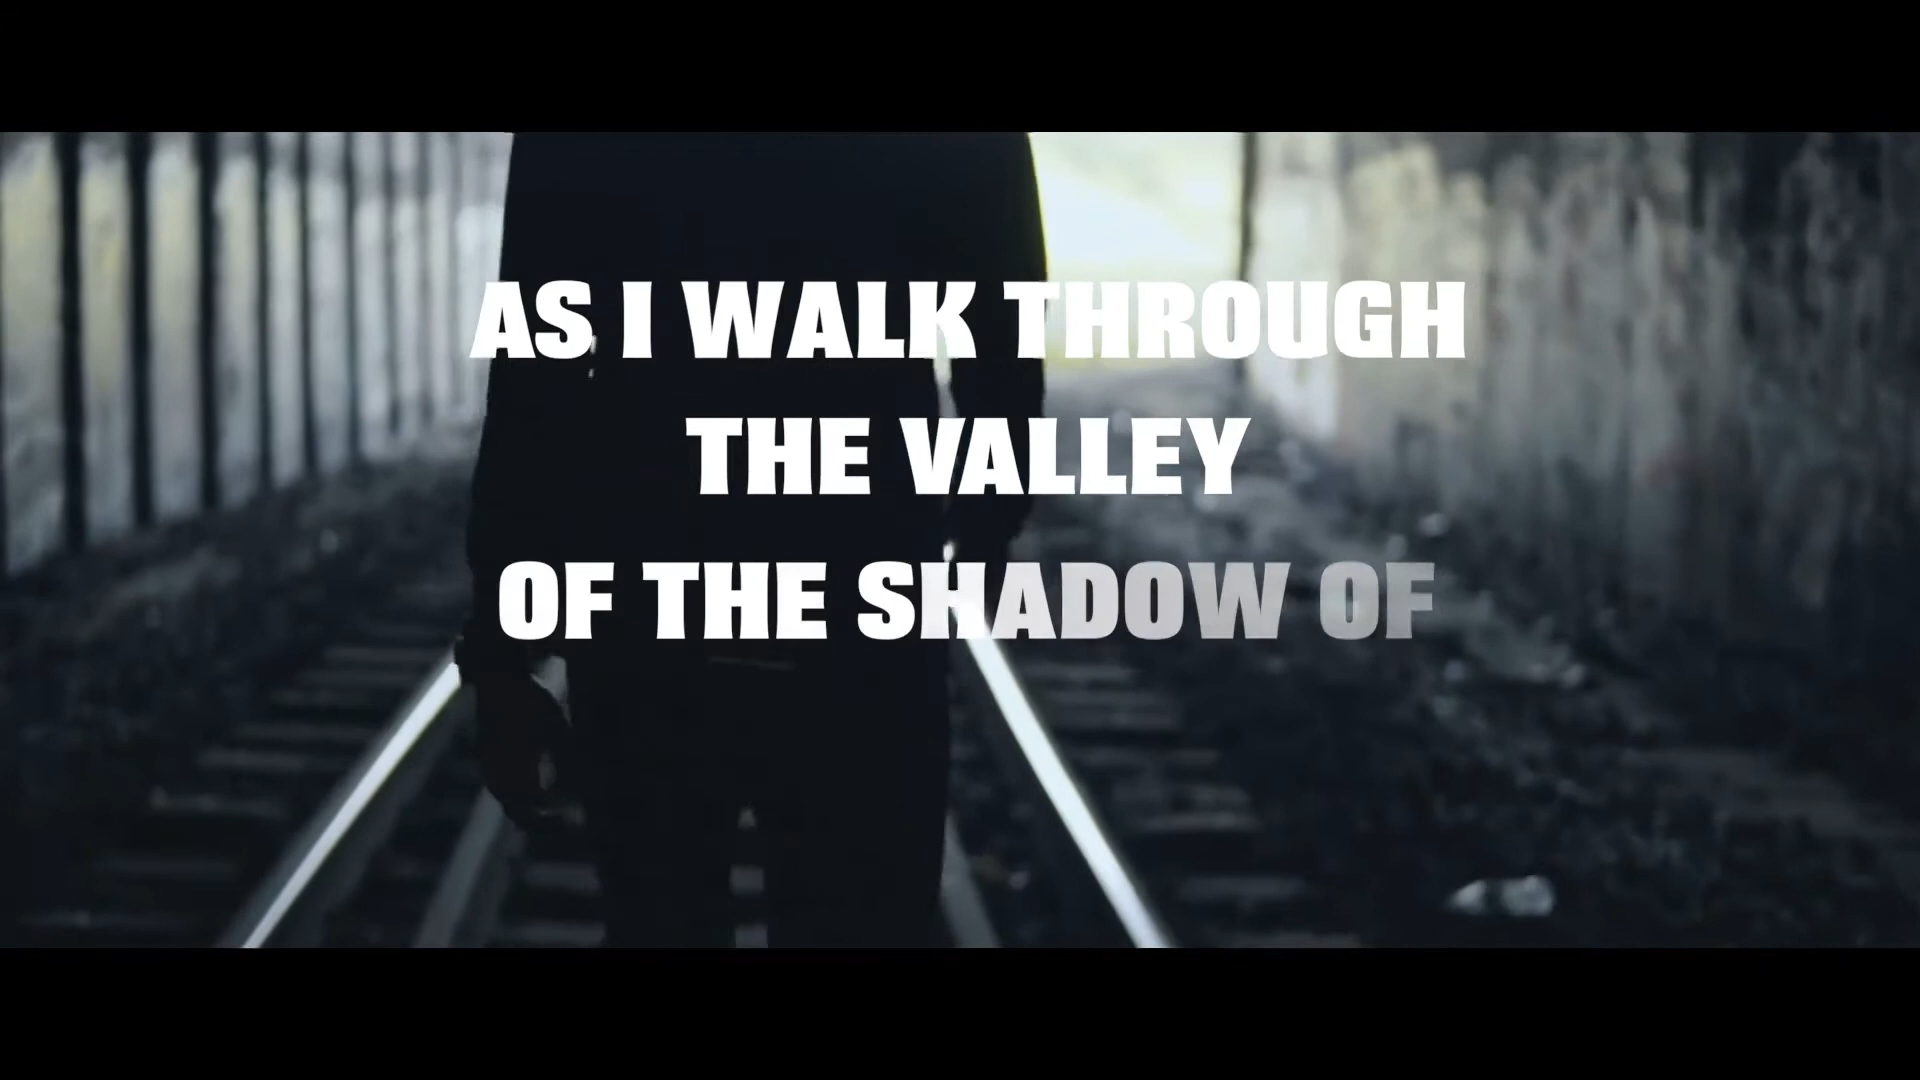 AS I WALK THROUGH
THE VALLEY
OF THE SHADOW OF